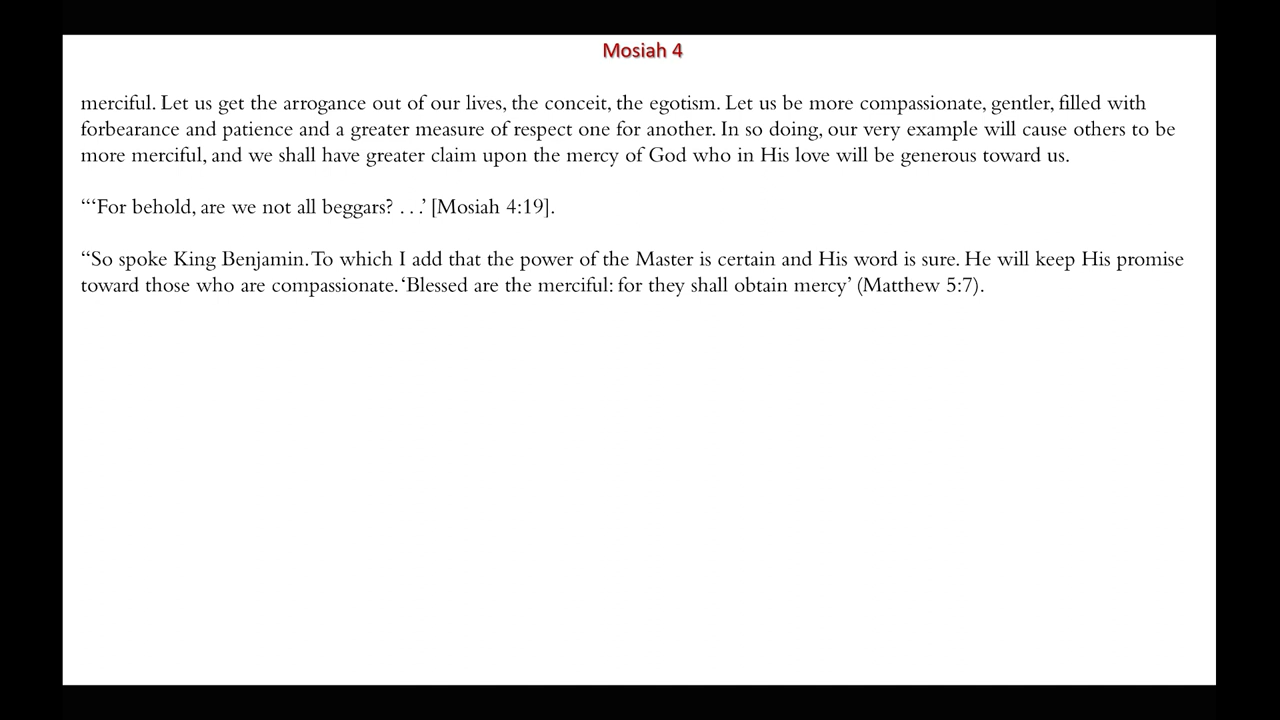 Mosiah 4
merciful. Let us get the arrogance out of our lives, the conceit, the egotism. Let us be more compassionate, gentler, filled with
forbearance and patience and a greater measure of respect one for another. In so doing, our very example will cause others to be
more merciful, and we shall have greater claim upon the mercy of God who in His love will be generous toward us.
“‘For behold, are we not all beggars? . . .’ [Mosiah 4:19].
“So spoke King Benjamin. To which I add that the power of the Master is certain and His word is sure. He will keep His promise
toward those who are compassionate. ‘Blessed are the merciful: for they shall obtain mercy’ (Matthew 5:7).